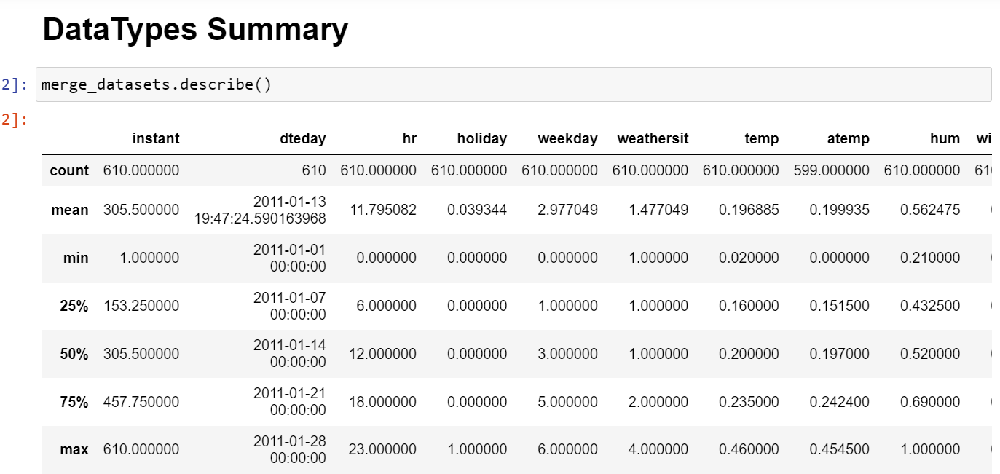 DataTypes Summary
2]: merge_datasets.describe()
2]:
instant dteday hr holiday weekday weathersit temp atemp hum wi
count 610.000000 610 610.000000 610.000000 610.000000 610.000000 610.000000 599.000000 610.000000 61
mean 305.500000 2011-01-13 19:47:24.590163968 11.795082 0.039344 2.977049 1.477049 0.196885 0.199935 0.562475
min 1.000000 2011-01-01 00:00:00 0.000000 0.000000 0.000000 1.000000 0.020000 0.000000 0.210000
25% 153.250000 2011-01-07 00:00:00 6.000000 0.000000 1.000000 1.000000 0.160000 0.151500 0.432500
50% 305.500000 2011-01-14 00:00:00 12.000000 0.000000 3.000000 1.000000 0.200000 0.197000 0.520000
75% 457.750000 2011-01-21 00:00:00 18.000000 0.000000 5.000000 2.000000 0.235000 0.242400 0.690000
max 610.000000 2011-01-28 00:00:00 23.000000 1.000000 6.000000 4.000000 0.460000 0.454500 1.000000